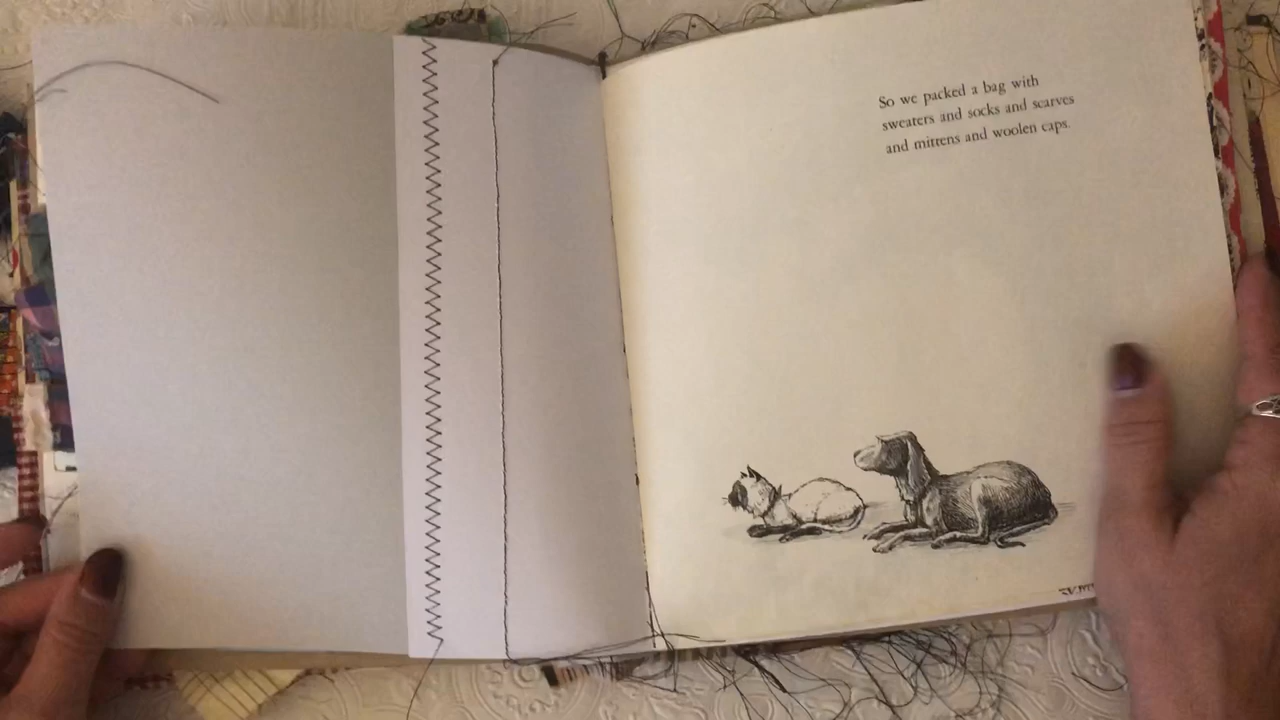 So we packed a bag with
sweaters and socks and scarves
and mittens and woolen caps.